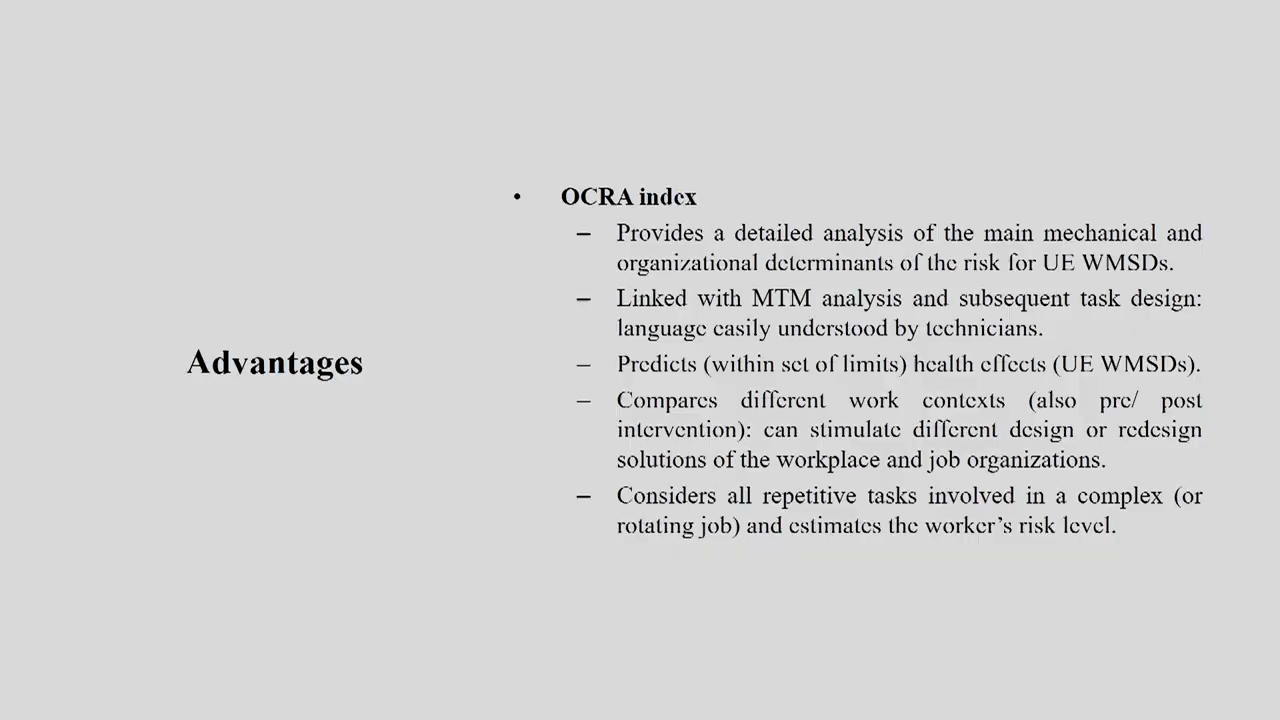 Advantages
• OCRA index
– Provides a detailed analysis of the main mechanical and
organizational determinants of the risk for UE WMSDs.
– Linked with MTM analysis and subsequent task design:
language easily understood by technicians.
– Predicts (within set of limits) health effects (UE WMSDs).
– Compares different work contexts (also pre/ post
intervention): can stimulate different design or redesign
solutions of the workplace and job organizations.
– Considers all repetitive tasks involved in a complex (or
rotating job) and estimates the worker’s risk level.